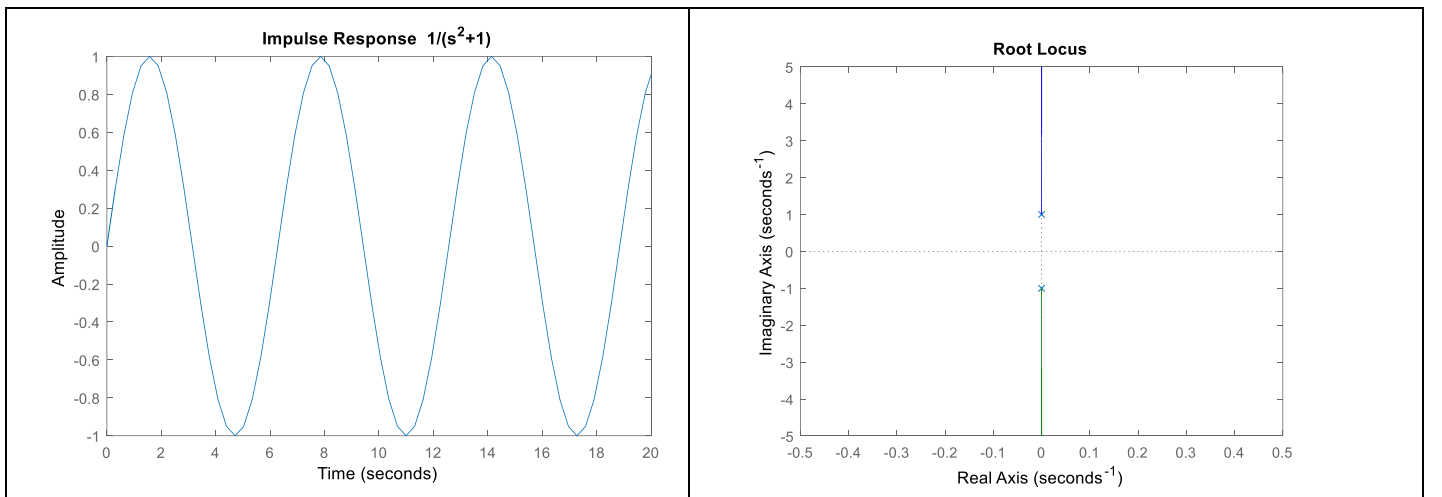 Impulse Response 1/(s²+1)
1
0.8
0.6
0.4
0.2
0
-0.2
-0.4
-0.6
-0.8
-1
Amplitude
0 2 4 6 8 10 12 14 16 18 20
Time (seconds)
Root Locus
5
4
3
2
1
0
-1
-2
-3
-4
-5
Imaginary Axis (seconds⁻¹)
-0.5 -0.4 -0.3 -0.2 -0.1 0 0.1 0.2 0.3 0.4 0.5
Real Axis (seconds⁻¹)